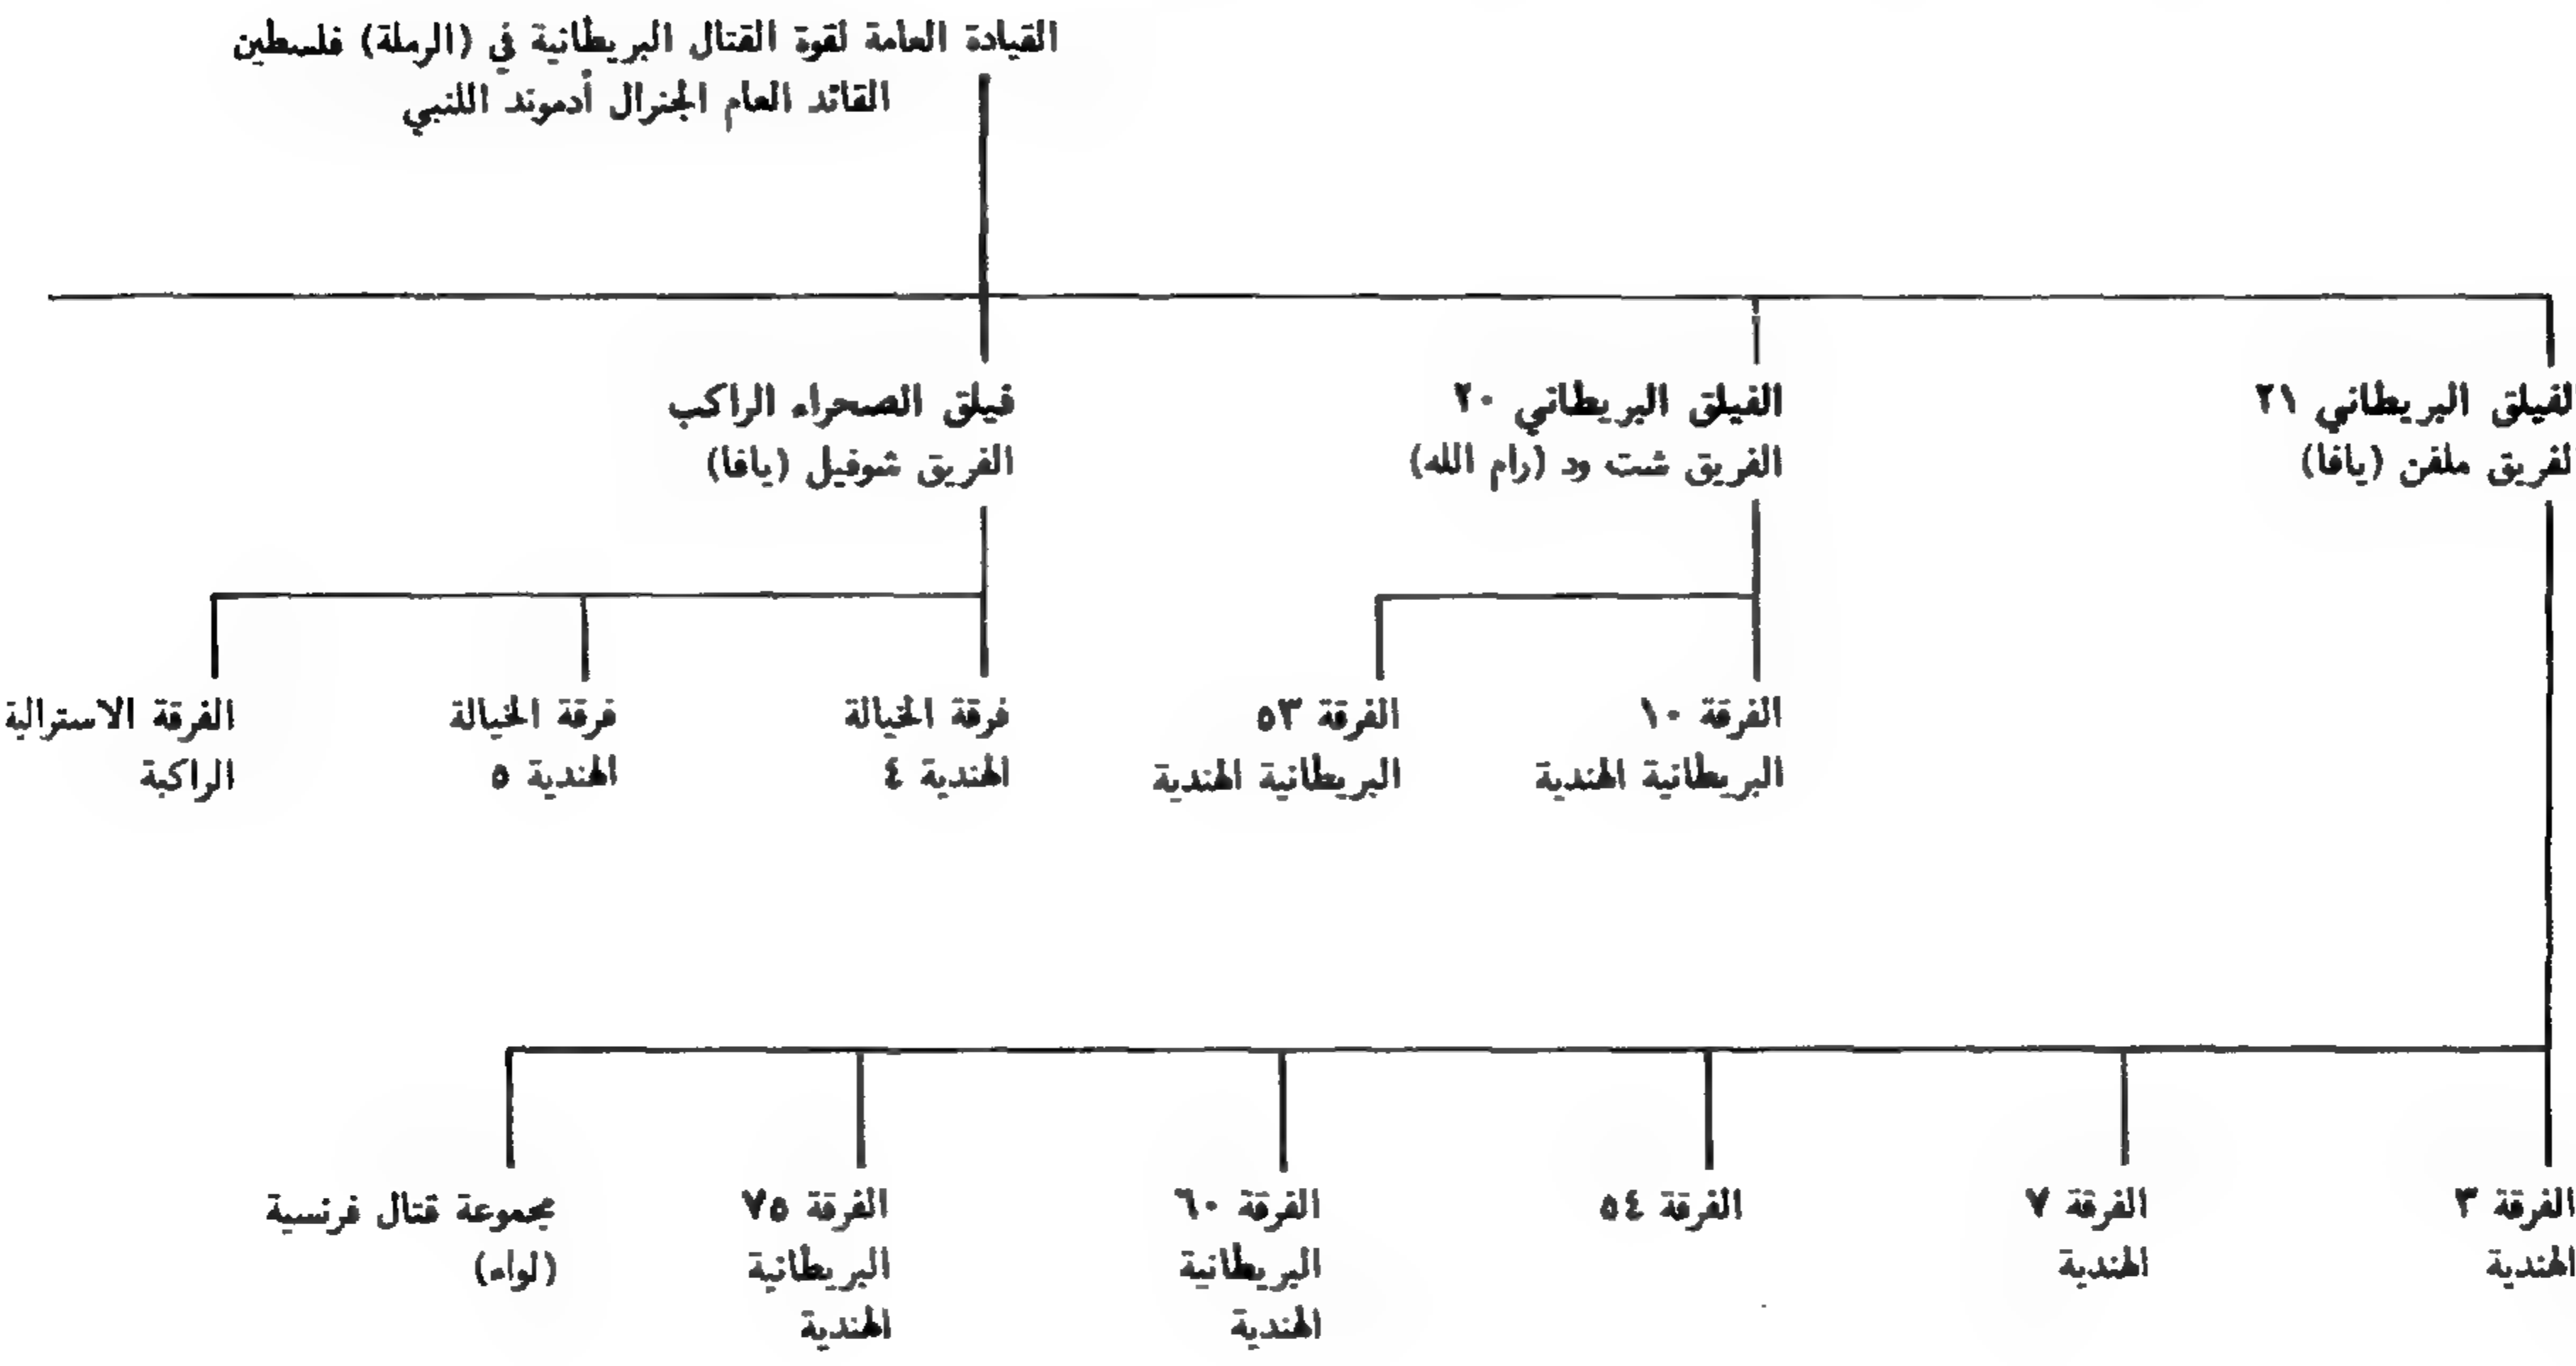 القيادة العامة لقوة القتال البريطانية في (الرملة) فلسطين
القائد العام الجنرال أدموند اللنبي
لفيلق البريطاني ٢١
لفريق ملفن (يافا)
الفيلق البريطاني ٢٠
الفريق شت ود (رام الله)
فيلق الصحراء الراكب
الفريق شوفيل (يافا)
الفرقة ١٠
البريطانية الهندية
الفرقة ٥٣
البريطانية الهندية
فرقة الخيالة
الهندية ٤
فرقة الخيالة
الهندية ٥
الفرقة الاسترالية
الراكبة
الفرقة ٣
الهندية
الفرقة ٧
الهندية
الفرقة ٥٤
الفرقة ٦٠
البريطانية
الهندية
الفرقة ٧٥
البريطانية
الهندية
مجموعة قتال فرنسية
(لواء)